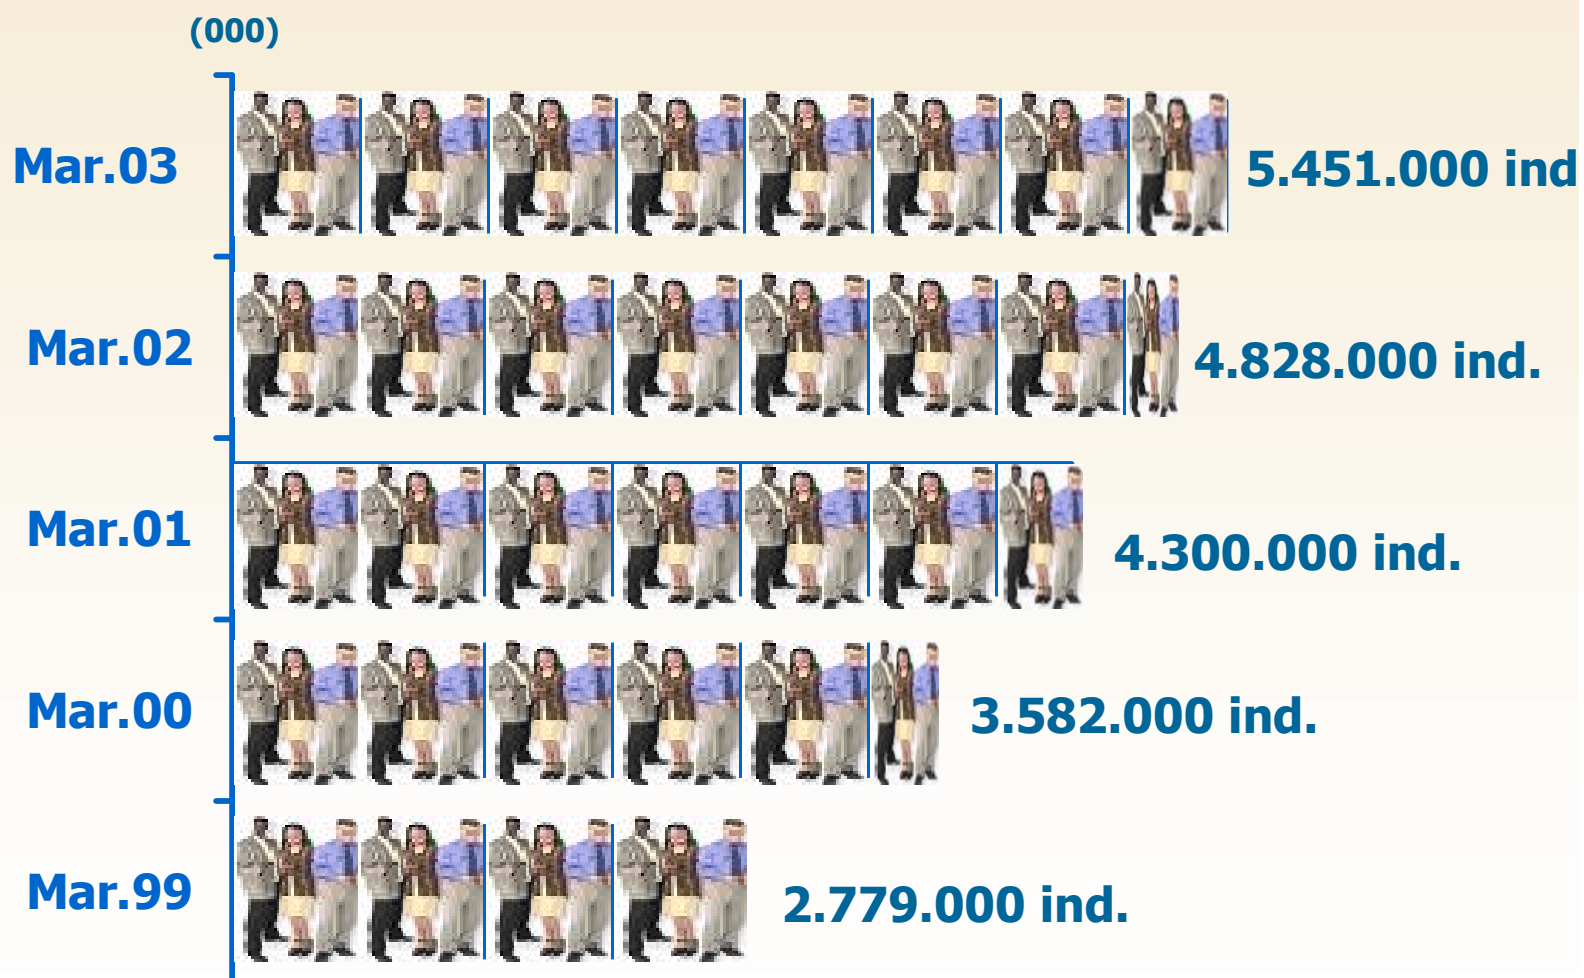 (000)
Mar.03 5.451.000 ind
Mar.02 4.828.000 ind.
Mar.01 4.300.000 ind.
Mar.00 3.582.000 ind.
Mar.99 2.779.000 ind.